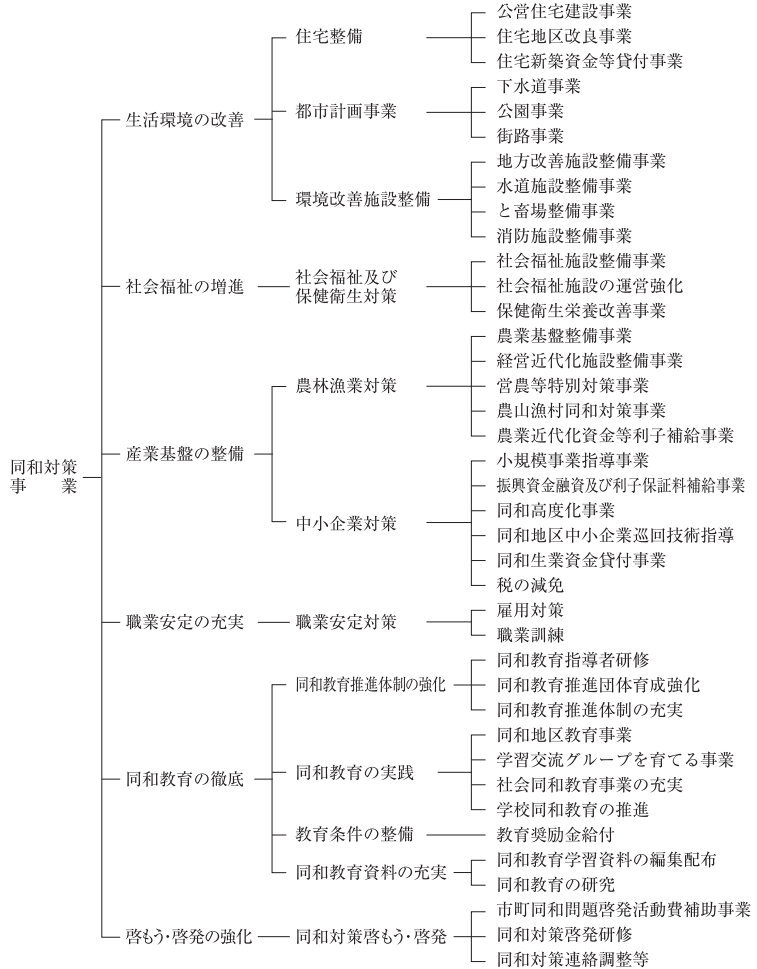 同和対策
事　　業
生活環境の改善
住宅整備
公営住宅建設事業
住宅地区改良事業
住宅新築資金等貸付事業
都市計画事業
下水道事業
公園事業
街路事業
環境改善施設整備
地方改善施設整備事業
水道施設整備事業
と畜場整備事業
消防施設整備事業
社会福祉の増進
社会福祉及び
保健衛生対策
社会福祉施設整備事業
社会福祉施設の運営強化
保健衛生栄養改善事業
産業基盤の整備
農林漁業対策
農業基盤整備事業
経営近代化施設整備事業
営農等特別対策事業
農山漁村同和対策事業
農業近代化資金等利子補給事業
中小企業対策
小規模事業指導事業
振興資金融資及び利子保証料補給事業
同和高度化事業
同和地区中小企業巡回技術指導
同和生業資金貸付事業
税の減免
職業安定の充実
職業安定対策
雇用対策
職業訓練
同和教育の徹底
同和教育推進体制の強化
同和教育指導者研修
同和教育推進団体育成強化
同和教育推進体制の充実
同和教育の実践
同和地区教育事業
学習交流グループを育てる事業
社会同和教育事業の充実
学校同和教育の推進
教育条件の整備
教育奨励金給付
同和教育資料の充実
同和教育学習資料の編集配布
同和教育の研究
啓もう・啓発の強化
同和対策啓もう・啓発
市町同和問題啓発活動費補助事業
同和対策啓発研修
同和対策連絡調整等